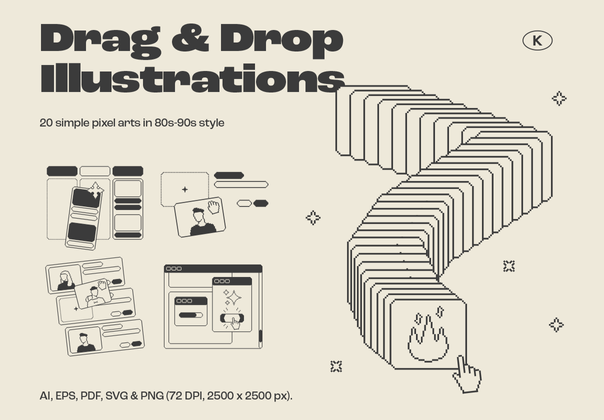 Drag & Drop
Illustrations
K
20 simple pixel arts in 80s-90s style
AI, EPS, PDF, SVG & PNG (72 DPI, 2500 x 2500 px).